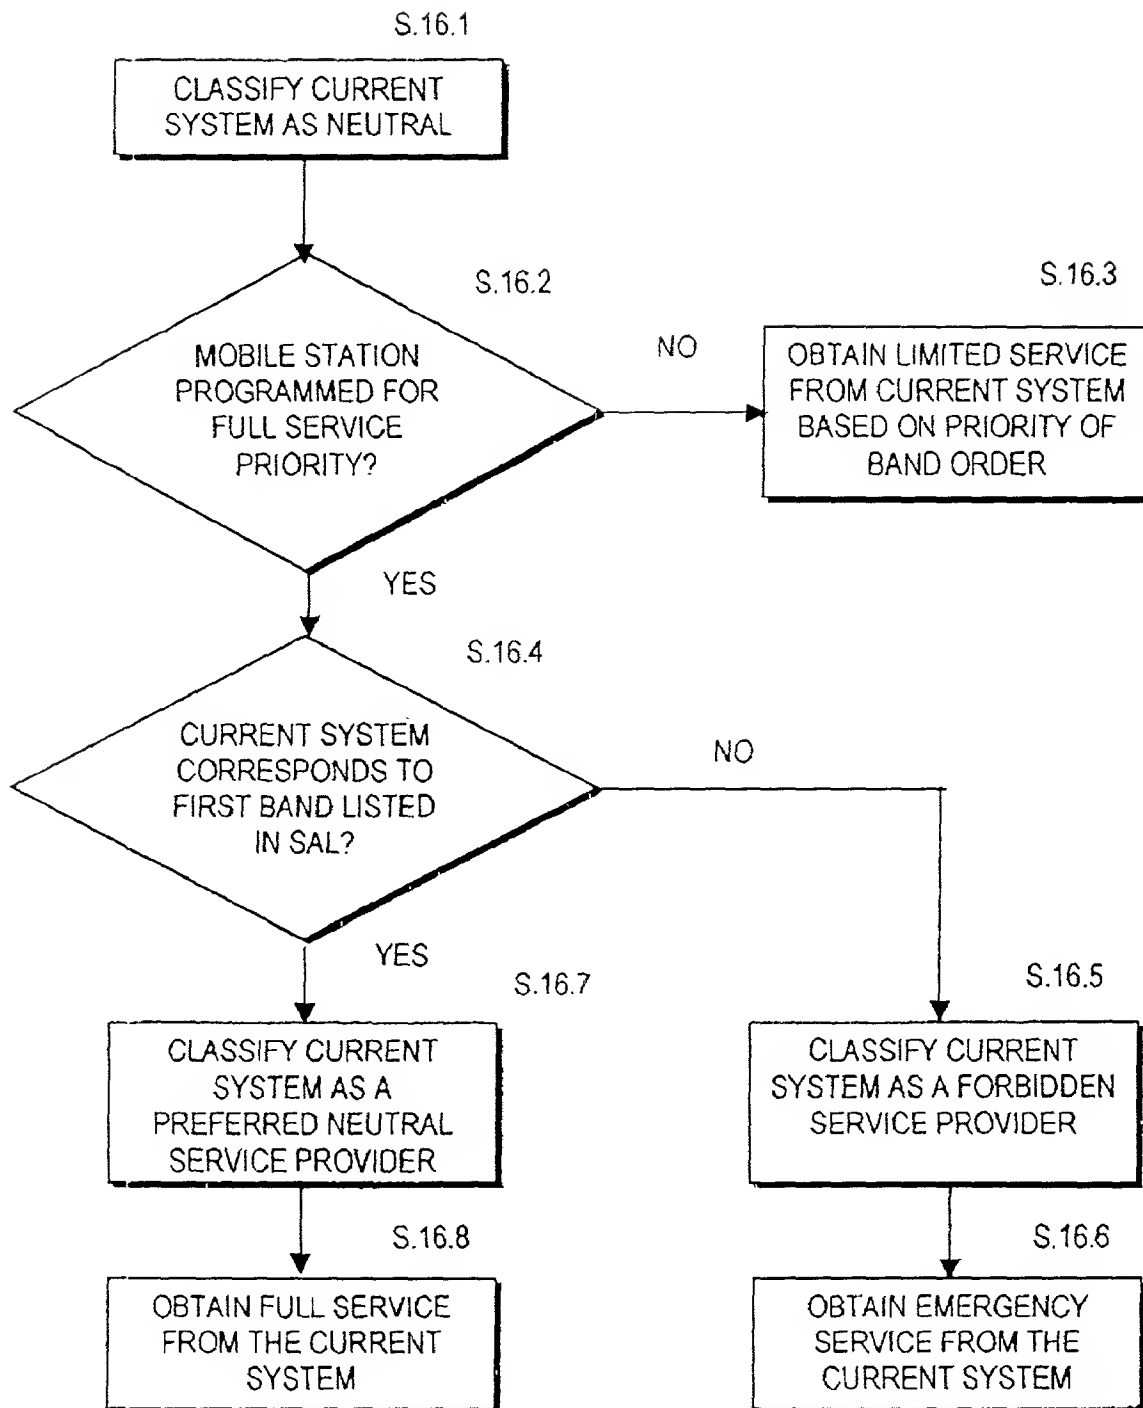 S.16.1
CLASSIFY CURRENT
SYSTEM AS NEUTRAL
S.16.2
MOBILE STATION
PROGRAMMED FOR
FULL SERVICE
PRIORITY?
NO
S.16.3
OBTAIN LIMITED SERVICE
FROM CURRENT SYSTEM
BASED ON PRIORITY OF
BAND ORDER
YES
S.16.4
CURRENT SYSTEM
CORRESPONDS TO
FIRST BAND LISTED
IN SAL?
NO
YES
S.16.7
CLASSIFY CURRENT
SYSTEM AS A
PREFERRED NEUTRAL
SERVICE PROVIDER
S.16.5
CLASSIFY CURRENT
SYSTEM AS A FORBIDDEN
SERVICE PROVIDER
S.16.8
OBTAIN FULL SERVICE
FROM THE CURRENT
SYSTEM
S.16.6
OBTAIN EMERGENCY
SERVICE FROM THE
CURRENT SYSTEM